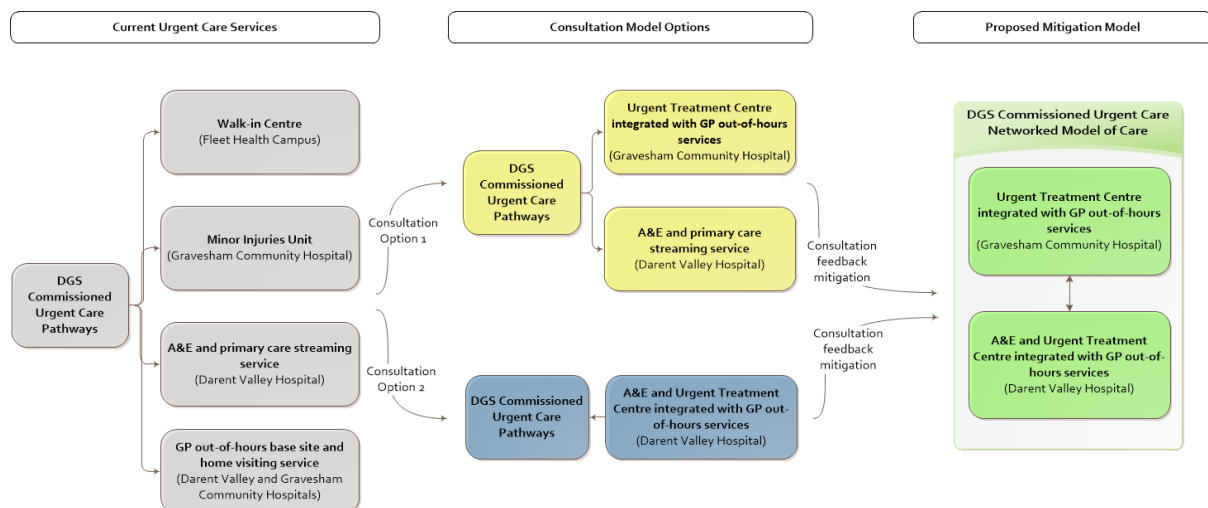 Current Urgent Care Services
Consultation Model Options
Proposed Mitigation Model
DGS
Commissioned
Urgent Care
Pathways
Walk-in Centre
(Fleet Health Campus)
Minor Injuries Unit
(Gravesham Community Hospital)
A&E and primary care streaming
service
(Darent Valley Hospital)
GP out-of-hours base site and
home visiting service
(Darent Valley and Gravesham
Community Hospitals)
Consultation
Option 1
Consultation
Option 2
DGS
Commissioned
Urgent Care
Pathways
Urgent Treatment Centre
integrated with GP out-of-hours
services
(Gravesham Community Hospital)
A&E and primary care
streaming service
(Darent Valley Hospital)
DGS Commissioned
Urgent Care
Pathways
A&E and Urgent Treatment
Centre integrated with GP out-
of-hours services
(Darent Valley Hospital)
Consultation
feedback
mitigation
Consultation
feedback
mitigation
DGS Commissioned Urgent Care
Networked Model of Care
Urgent Treatment Centre
integrated with GP out-of-hours
services
(Gravesham Community Hospital)
A&E and Urgent Treatment
Centre integrated with GP out-of-
hours services
(Darent Valley Hospital)